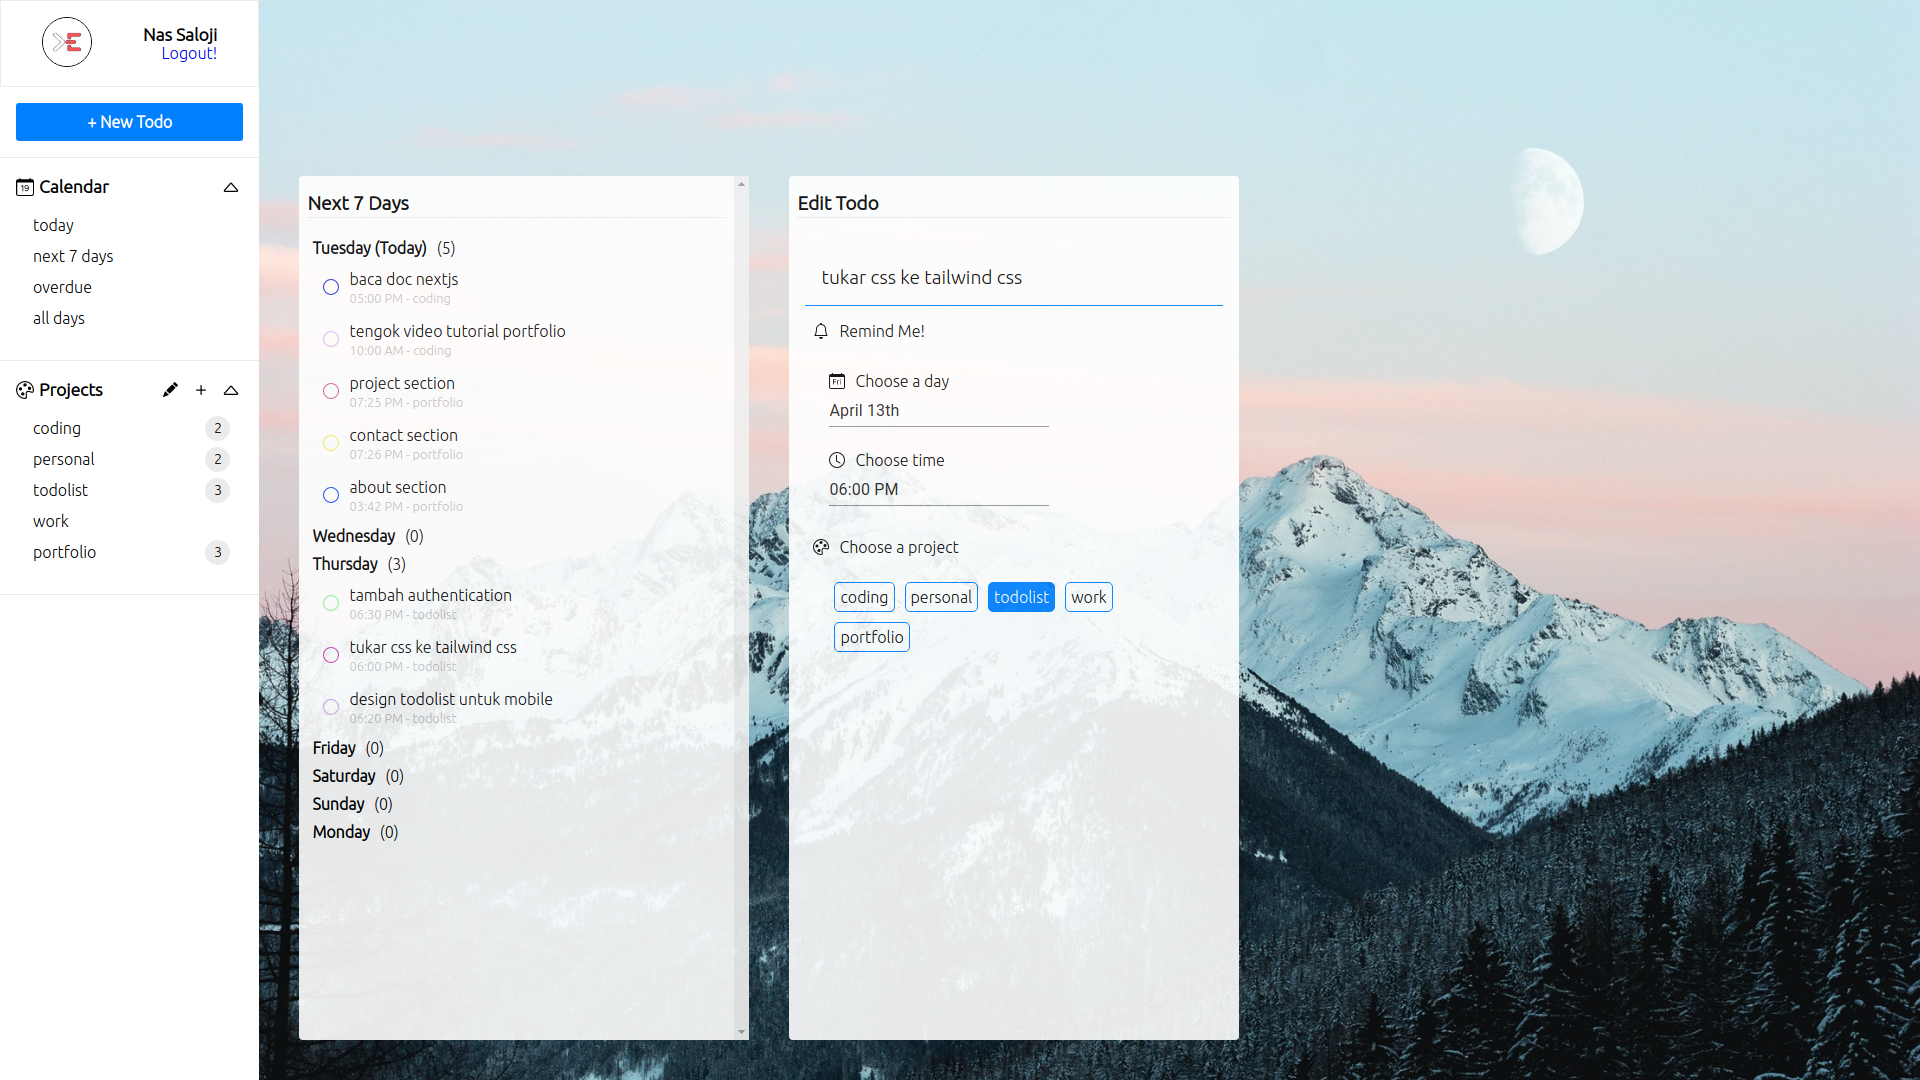 Nas Saloji
Logout!
+ New Todo
19 Calendar
today
next 7 days
overdue
all days
Projects +
coding 2
personal 2
todolist 3
work
portfolio 3
Next 7 Days
Tuesday (Today) (5)
baca doc nextjs
05:00 PM - coding
tengok video tutorial portfolio
10:00 AM - coding
project section
07:25 PM - portfolio
contact section
07:26 PM - portfolio
about section
03:42 PM - portfolio
Wednesday (0)
Thursday (3)
tambah authentication
06:30 PM - todolist
tukar css ke tailwind css
06:00 PM - todolist
design todolist untuk mobile
06:20 PM - todolist
Friday (0)
Saturday (0)
Sunday (0)
Monday (0)
Edit Todo
tukar css ke tailwind css
Remind Me!
Fri Choose a day
April 13th
Choose time
06:00 PM
Choose a project
coding personal todolist work
portfolio